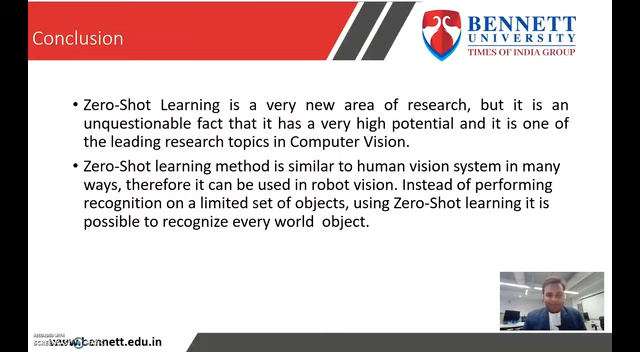 Conclusion
BENNETT
UNIVERSITY
TIMES OF INDIA GROUP
• Zero-Shot Learning is a very new area of research, but it is an
unquestionable fact that it has a very high potential and it is one of
the leading research topics in Computer Vision.
• Zero-Shot learning method is similar to human vision system in many
ways, therefore it can be used in robot vision. Instead of performing
recognition on a limited set of objects, using Zero-Shot learning it is
possible to recognize every world object.
RECORDED WITH
www.bennett.edu.in